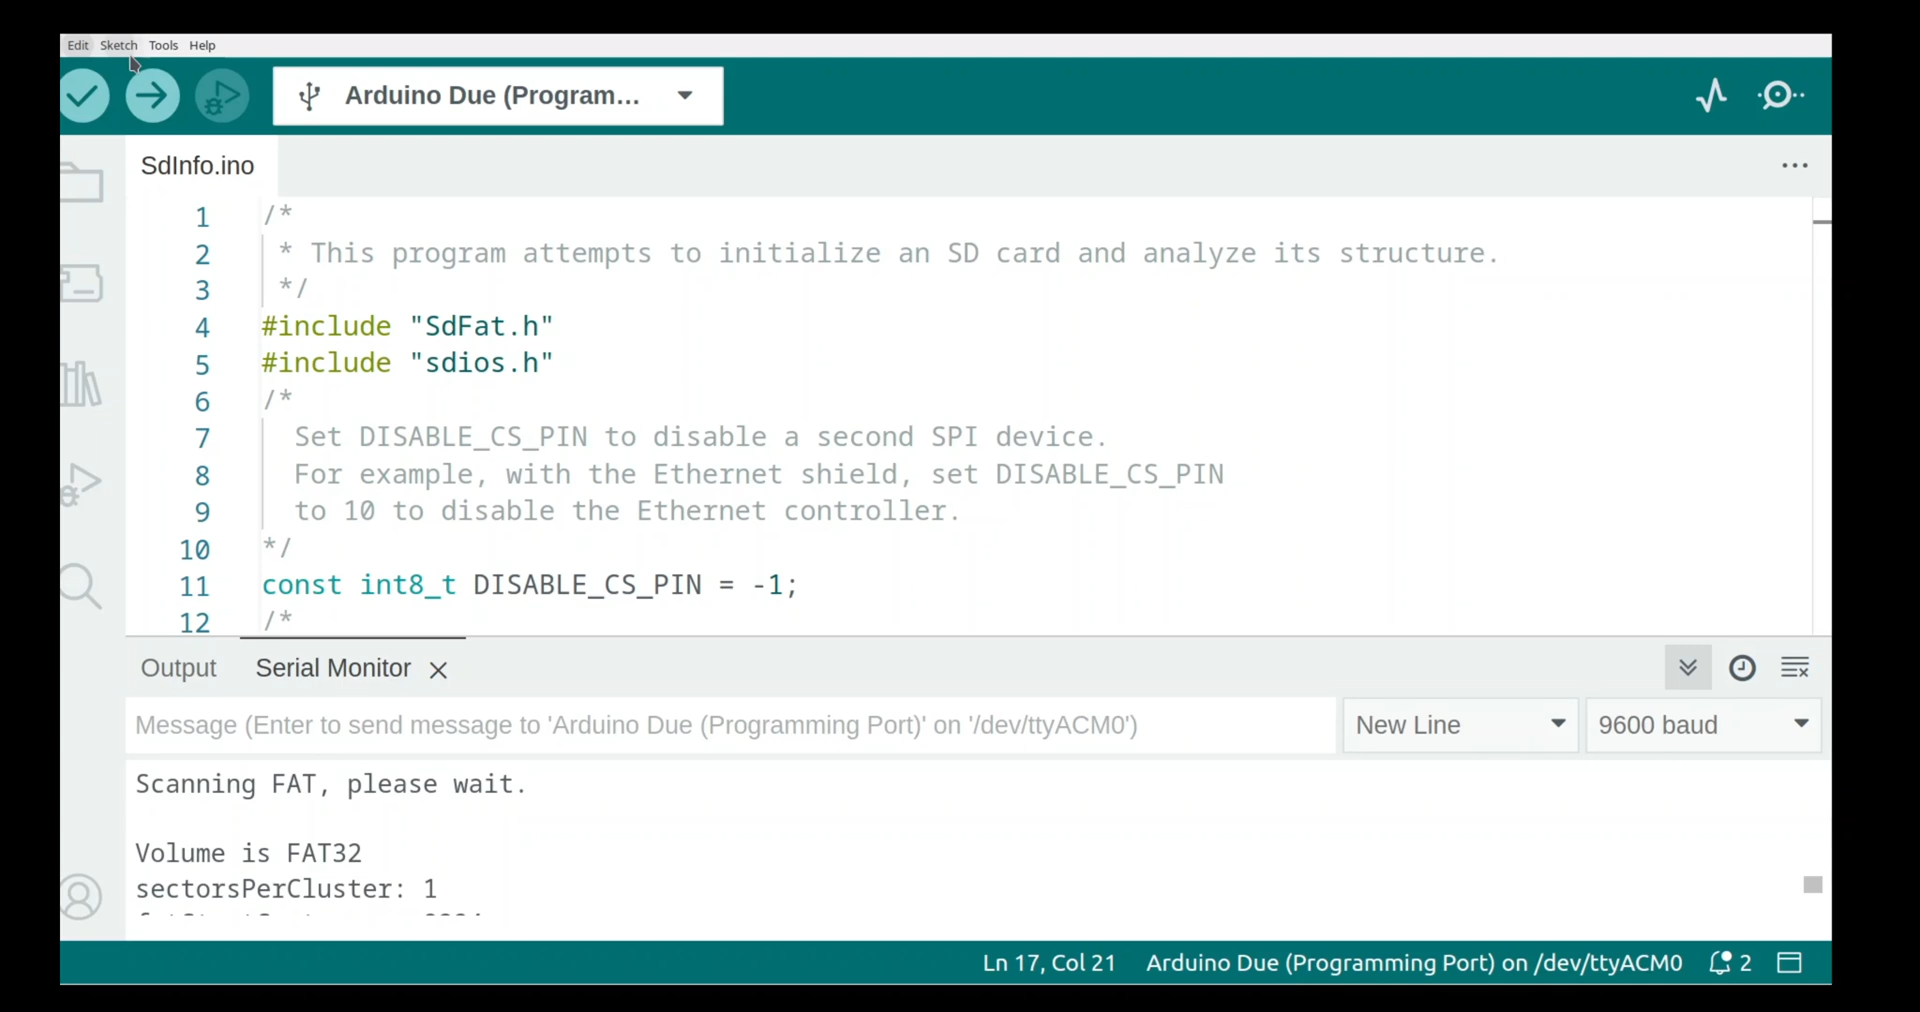 Edit Sketch Tools Help
Arduino Due (Program...
SdInfo.ino
1 /*
2 * This program attempts to initialize an SD card and analyze its structure.
3 */
4 #include "SdFat.h"
5 #include "sdios.h"
6 /*
7 Set DISABLE_CS_PIN to disable a second SPI device.
8 For example, with the Ethernet shield, set DISABLE_CS_PIN
9 to 10 to disable the Ethernet controller.
10 */
11 const int8_t DISABLE_CS_PIN = -1;
12 /*
Output Serial Monitor
Message (Enter to send message to 'Arduino Due (Programming Port)' on '/dev/ttyACM0')
New Line 9600 baud
Scanning FAT, please wait.
Volume is FAT32
sectorsPerCluster: 1
Ln 17, Col 21 Arduino Due (Programming Port) on /dev/ttyACM0 2